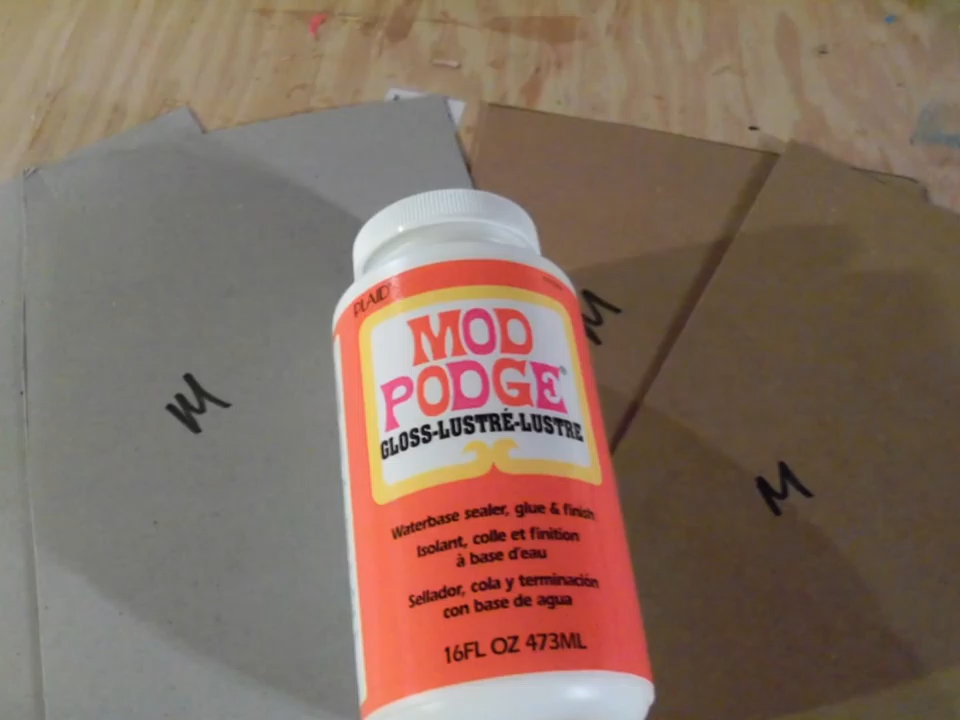 PLAID
MOD
PODGE®
GLOSS-LUSTRÉ-LUSTRE
Waterbase sealer, glue & finish
Isolant, colle et finition
à base d'eau
Sellador, cola y terminación
con base de agua
16FL OZ 473ML
M
M
M